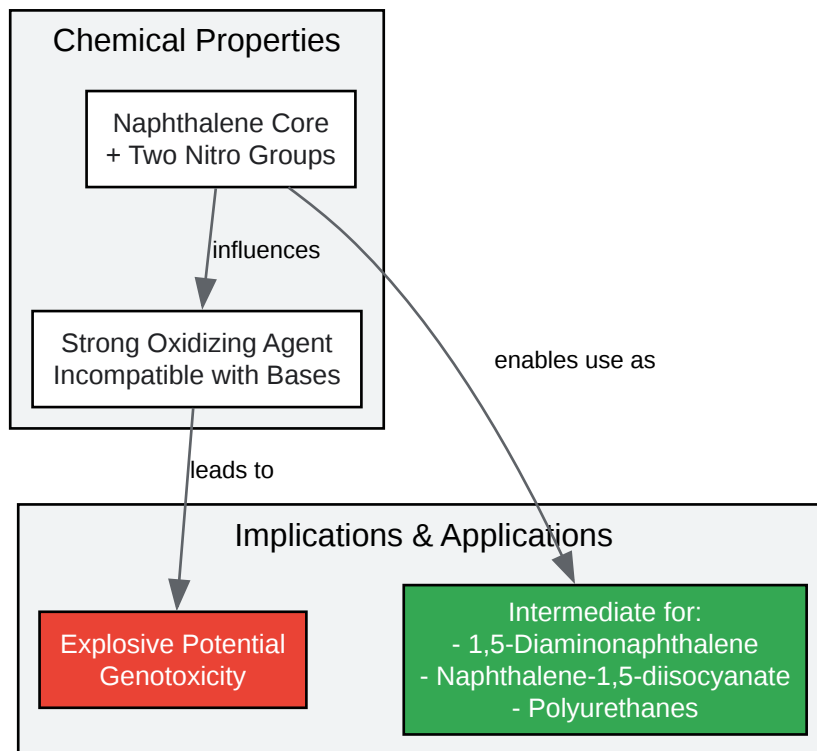 Chemical Properties
Naphthalene Core
+ Two Nitro Groups
influences
Strong Oxidizing Agent
Incompatible with Bases
enables use as
leads to
Implications & Applications
Explosive Potential
Genotoxicity
Intermediate for:
- 1,5-Diaminonaphthalene
- Naphthalene-1,5-diisocyanate
- Polyurethanes